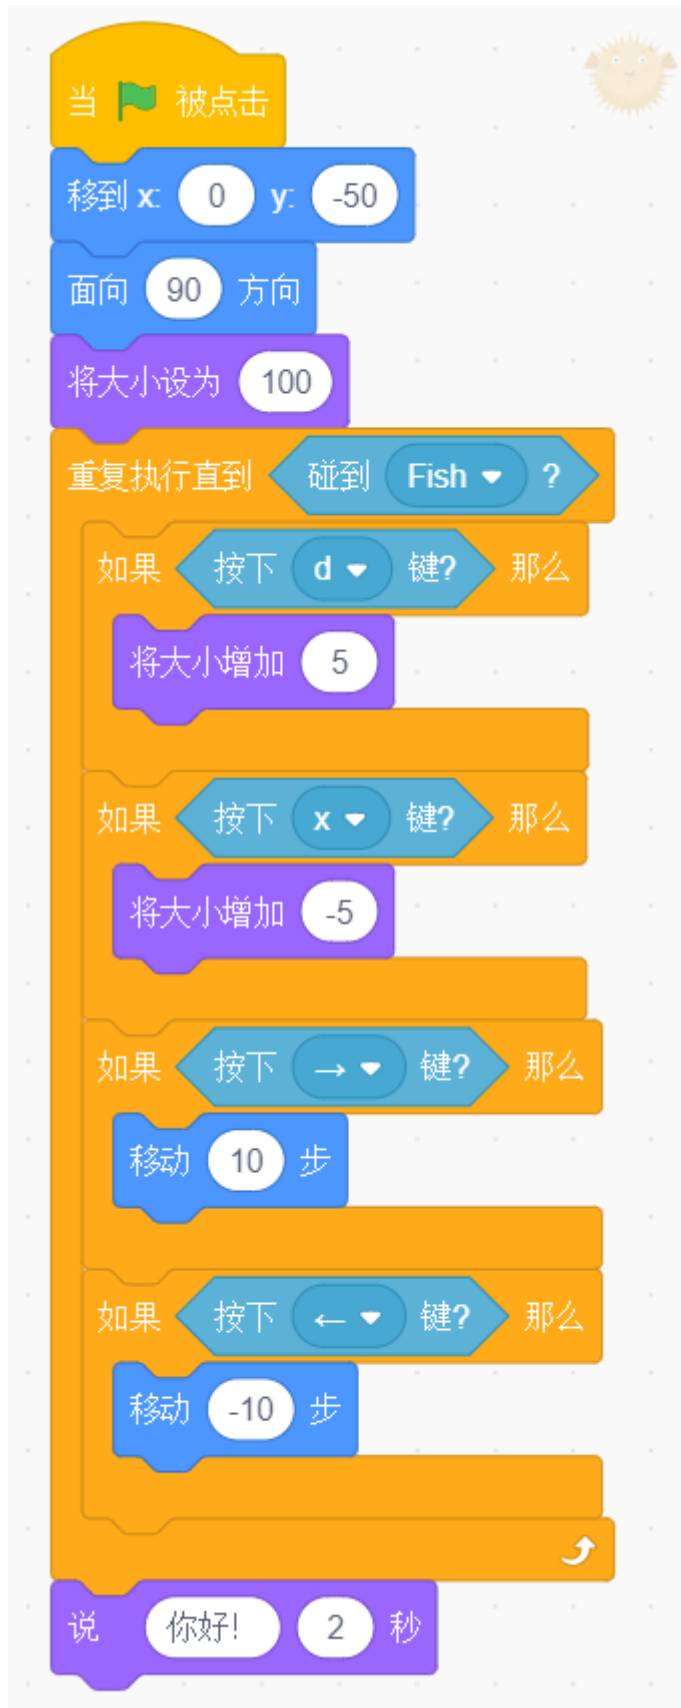 当 被点击
移到 x: 0 y: -50
面向 90 方向
将大小设为 100
重复执行直到 碰到 Fish ?
如果 按下 d 键? 那么
将大小增加 5
如果 按下 x 键? 那么
将大小增加 -5
如果 按下 → 键? 那么
移动 10 步
如果 按下 ← 键? 那么
移动 -10 步
说 你好! 2 秒